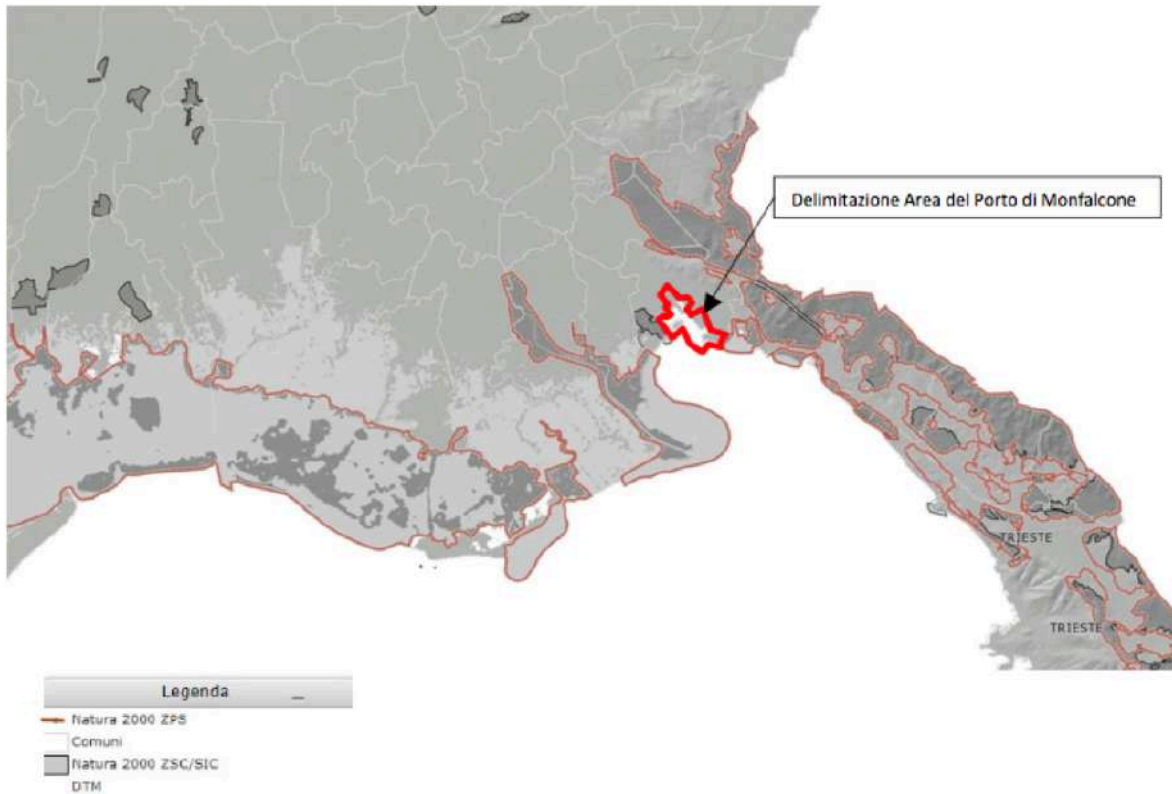 Delimitazione Area del Porto di Monfalcone
TRIESTE
TRIESTE
Legenda _
Natura 2000 ZPS
Comuni
Natura 2000 ZSC/SIC
DTM